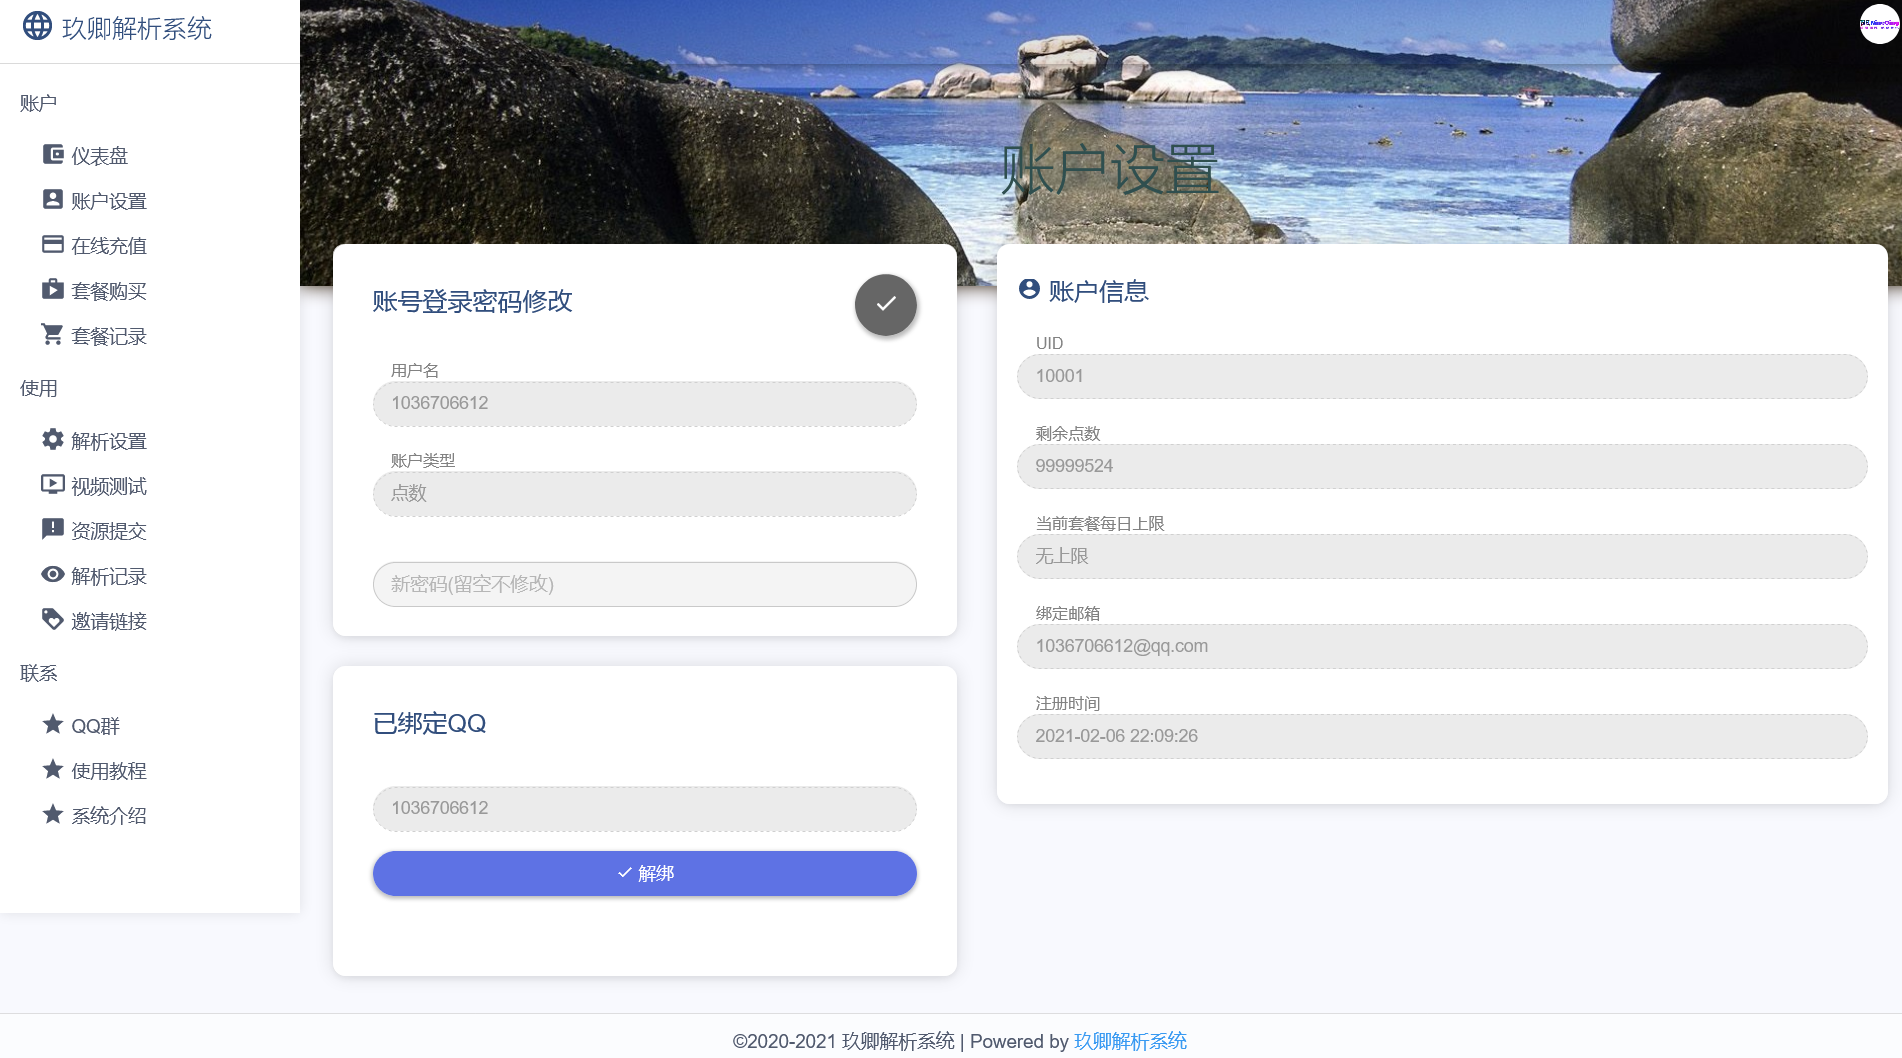 玖卿解析系统
账户
仪表盘
账户设置
在线充值
套餐购买
套餐记录
使用
解析设置
视频测试
资源提交
解析记录
邀请链接
联系
QQ群
使用教程
系统介绍
账户设置
账号登录密码修改
用户名
1036706612
账户类型
点数
新密码(留空不修改)
已绑定QQ
1036706612
解绑
账户信息
UID
10001
剩余点数
99999524
当前套餐每日上限
无上限
绑定邮箱
1036706612@qq.com
注册时间
2021-02-06 22:09:26
©2020-2021 玖卿解析系统 | Powered by 玖卿解析系统